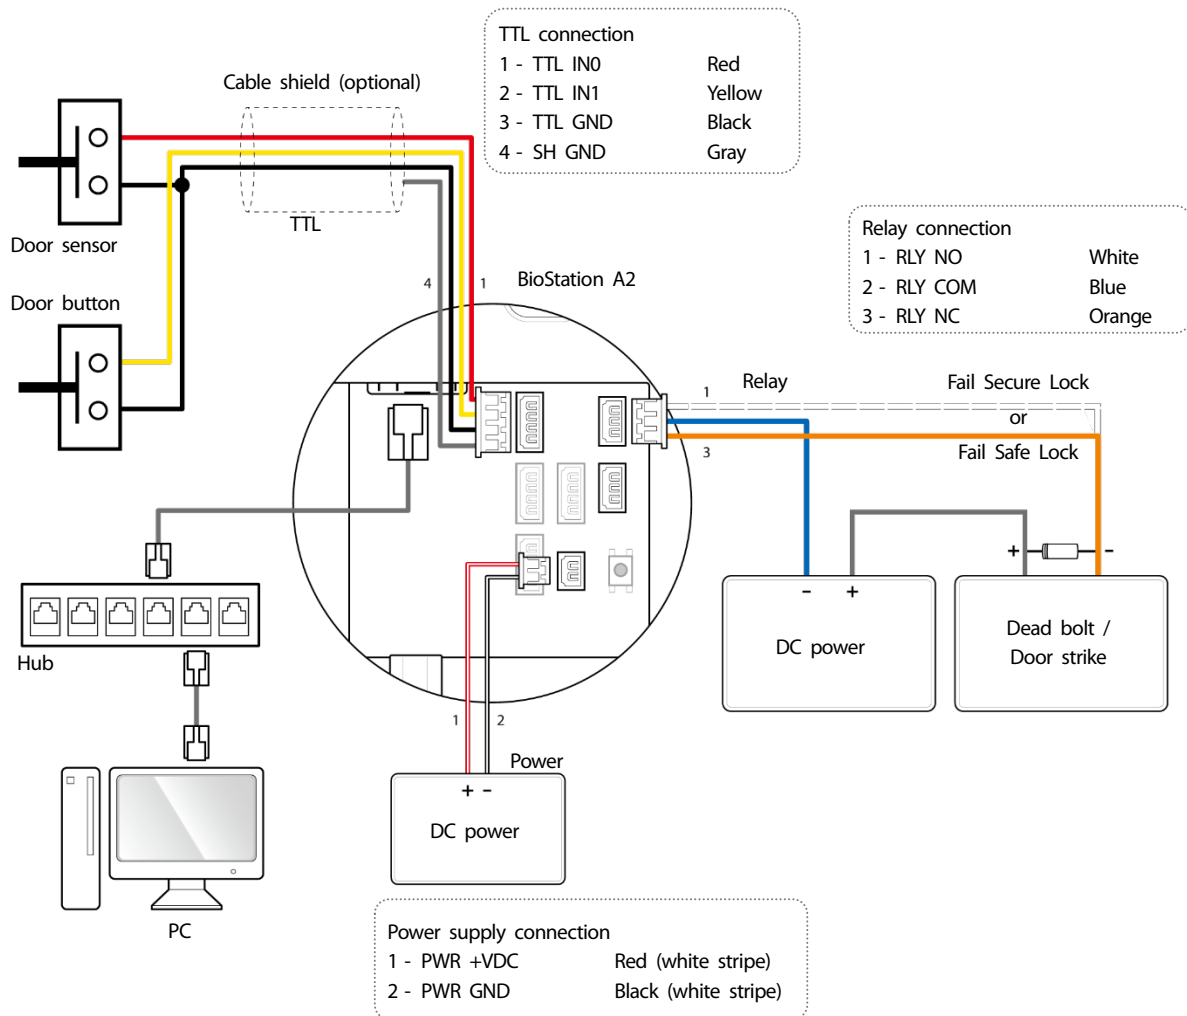 TTL connection
1 - TTL IN0 Red
2 - TTL IN1 Yellow
3 - TTL GND Black
4 - SH GND Gray
Cable shield (optional)
TTL
Door sensor
Door button
Relay connection
1 - RLY NO White
2 - RLY COM Blue
3 - RLY NC Orange
4
1
BioStation A2
1
Relay
3
Fail Secure Lock
or
Fail Safe Lock
+ -
- +
DC power
Dead bolt /
Door strike
Hub
PC
1
2
Power
+ -
DC power
Power supply connection
1 - PWR +VDC Red (white stripe)
2 - PWR GND Black (white stripe)